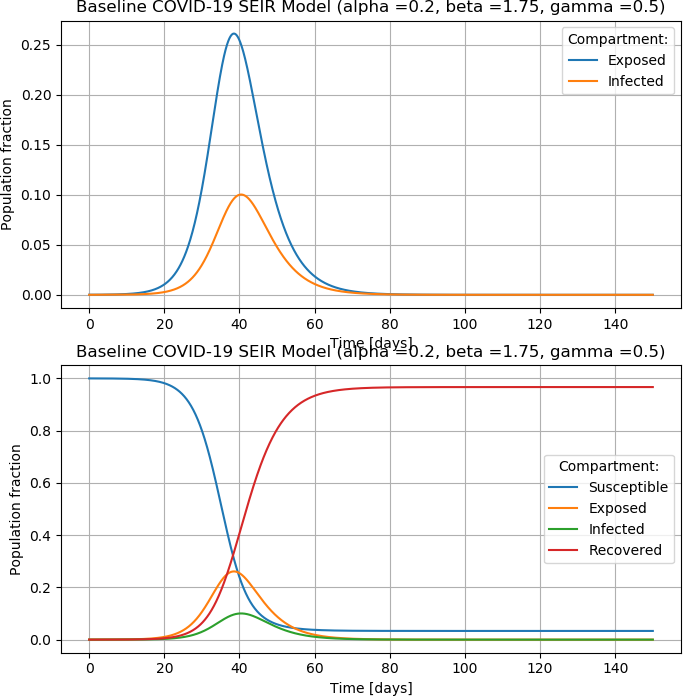 Baseline COVID-19 SEIR Model (alpha =0.2, beta =1.75, gamma =0.5)
Population fraction
0.25
0.20
0.15
0.10
0.05
0.00
Compartment:
Exposed
Infected
0 20 40 60 80 100 120 140
Time [days]
Baseline COVID-19 SEIR Model (alpha =0.2, beta =1.75, gamma =0.5)
Population fraction
1.0
0.8
0.6
0.4
0.2
0.0
Compartment:
Susceptible
Exposed
Infected
Recovered
0 20 40 60 80 100 120 140
Time [days]